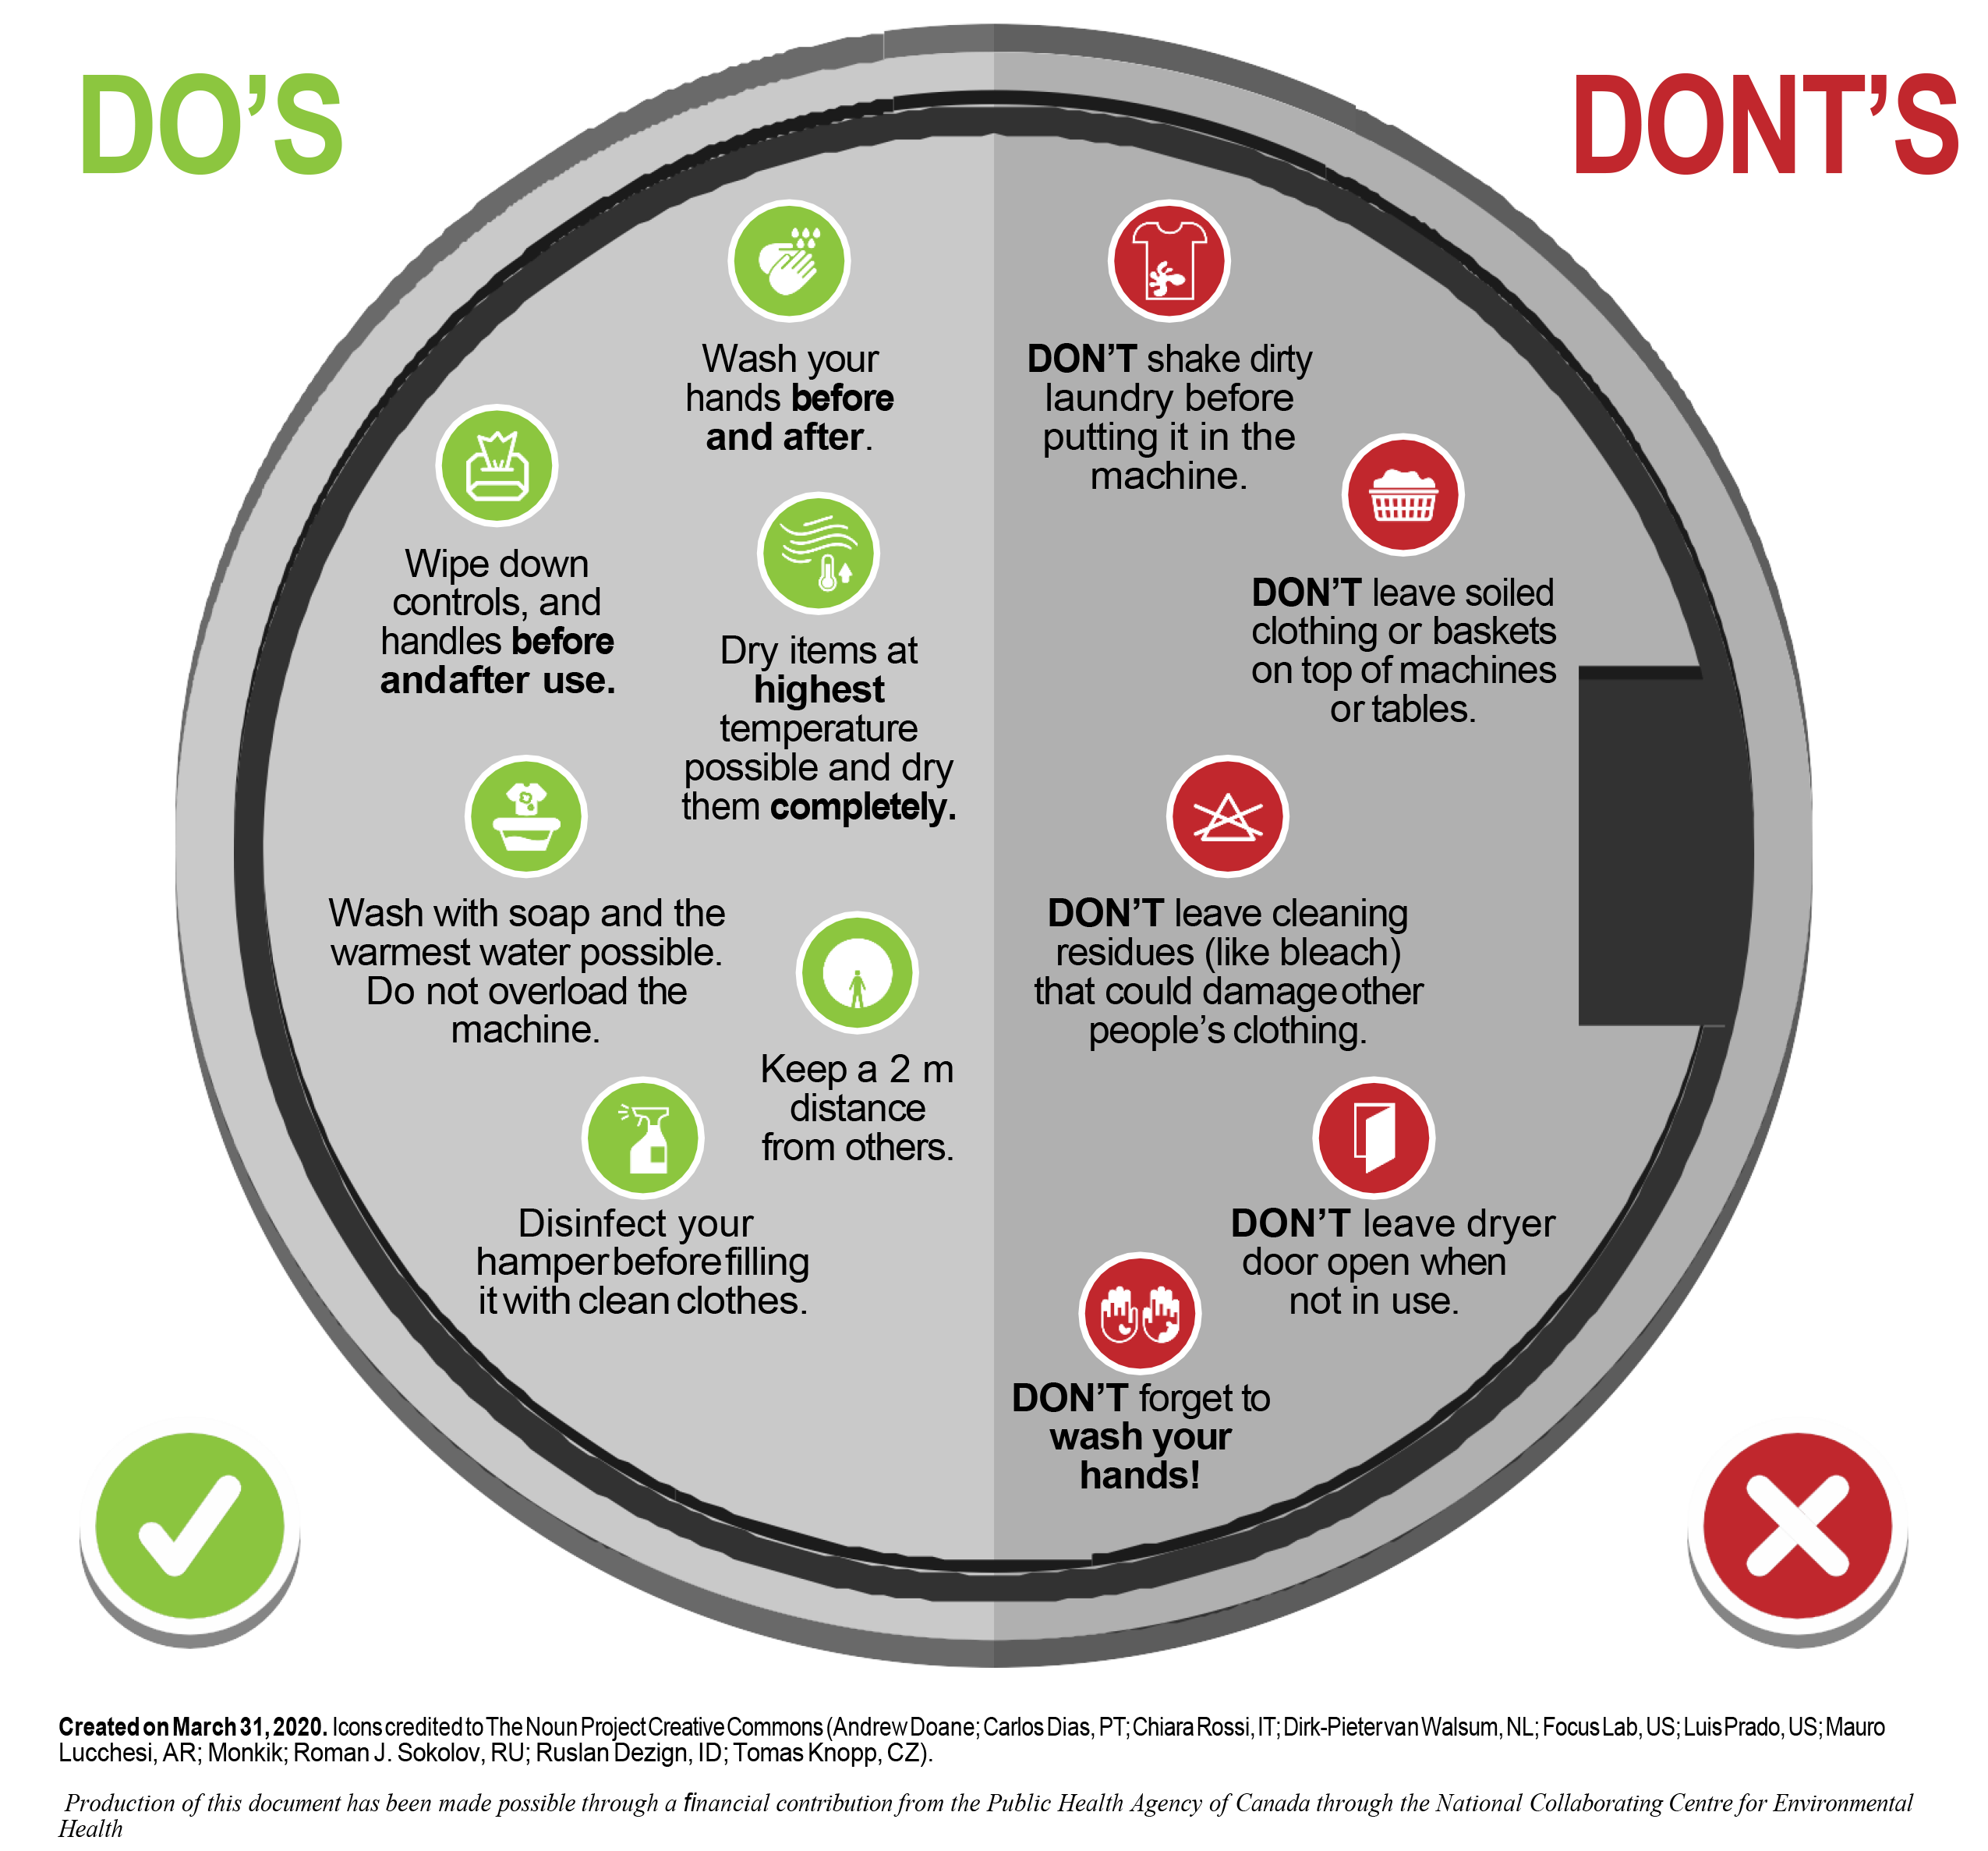 DO’S
DONT’S
Wash your
hands before
and after.
Wipe down
controls, and
handles before
andafter use.
Dry items at
highest
temperature
possible and dry
them completely.
Wash with soap and the
warmest water possible.
Do not overload the
machine.
Keep a 2 m
distance
from others.
Disinfect your
hamper before filling
it with clean clothes.
DON’T shake dirty
laundry before
putting it in the
machine.
DON’T leave soiled
clothing or baskets
on top of machines
or tables.
DON’T leave cleaning
residues (like bleach)
that could damage other
people’s clothing.
DON’T leave dryer
door open when
not in use.
DON’T forget to
wash your
hands!
Created on March 31, 2020. Icons credited to The Noun Project Creative Commons (Andrew Doane; Carlos Dias, PT; Chiara Rossi, IT; Dirk-Pieter van Walsum, NL; Focus Lab, US; Luis Prado, US; Mauro
Lucchesi, AR; Monkik; Roman J. Sokolov, RU; Ruslan Dezign, ID; Tomas Knopp, CZ).
Production of this document has been made possible through a financial contribution from the Public Health Agency of Canada through the National Collaborating Centre for Environmental
Health